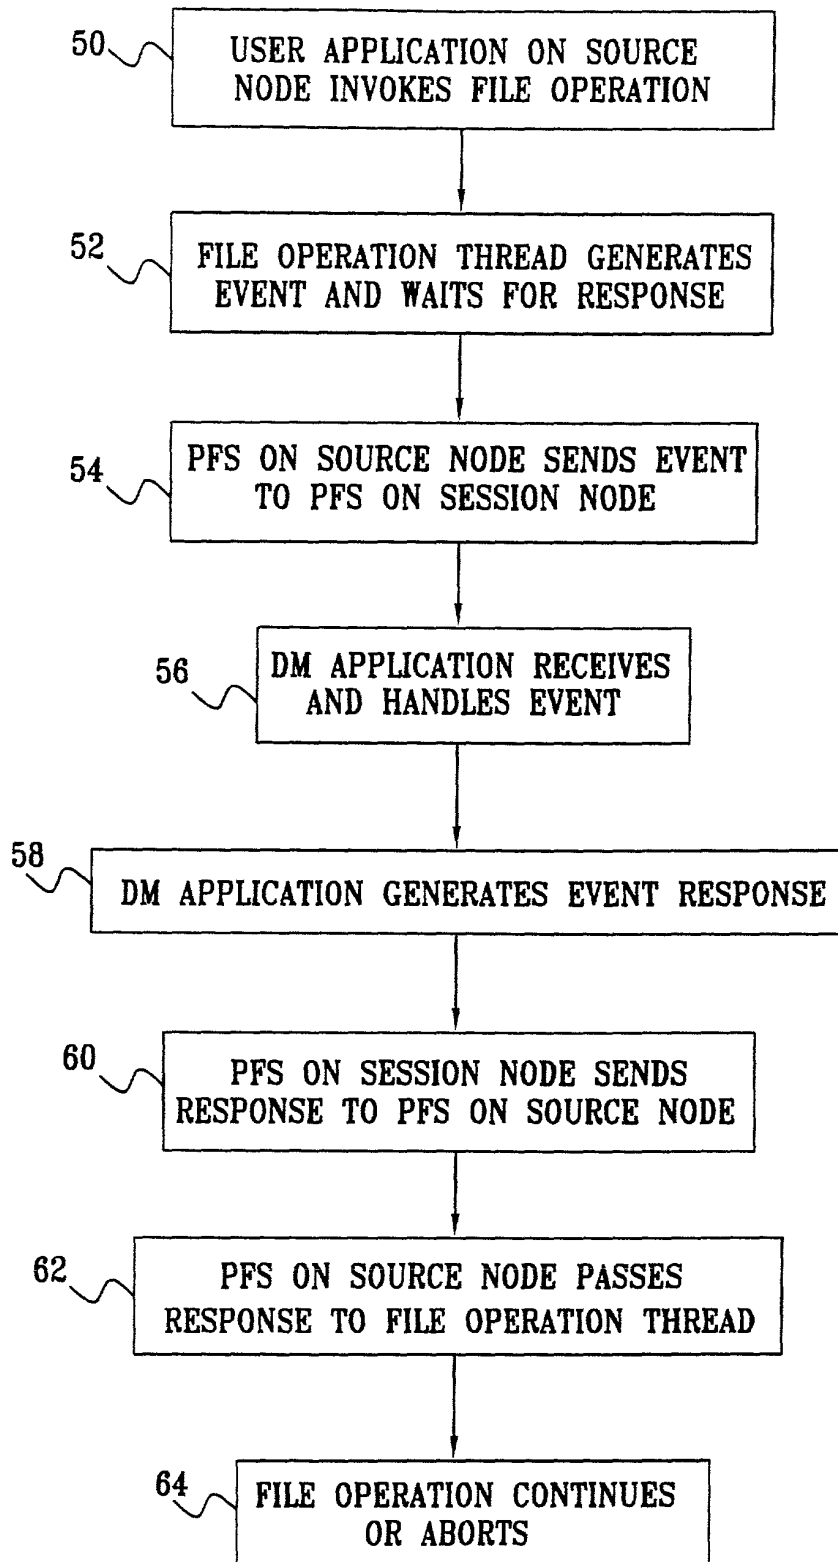 50
USER APPLICATION ON SOURCE
NODE INVOKES FILE OPERATION
52
FILE OPERATION THREAD GENERATES
EVENT AND WAITS FOR RESPONSE
54
PFS ON SOURCE NODE SENDS EVENT
TO PFS ON SESSION NODE
56
DM APPLICATION RECEIVES
AND HANDLES EVENT
58
DM APPLICATION GENERATES EVENT RESPONSE
60
PFS ON SESSION NODE SENDS
RESPONSE TO PFS ON SOURCE NODE
62
PFS ON SOURCE NODE PASSES
RESPONSE TO FILE OPERATION THREAD
64
FILE OPERATION CONTINUES
OR ABORTS